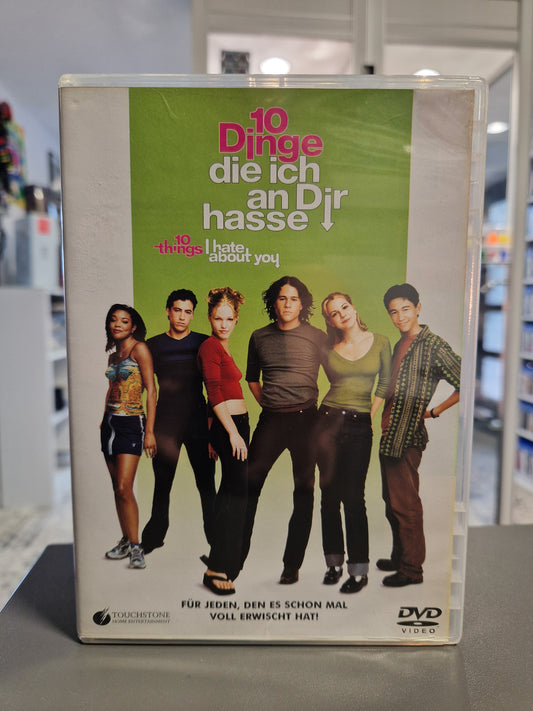 10
Dinge
die ich
an Dir
hasse
10
things I hate
about you
TOUCHSTONE
HOME ENTERTAINMENT
FÜR JEDEN, DEN ES SCHON MAL
VOLL ERWISCHT HAT!
DVD
VIDEO